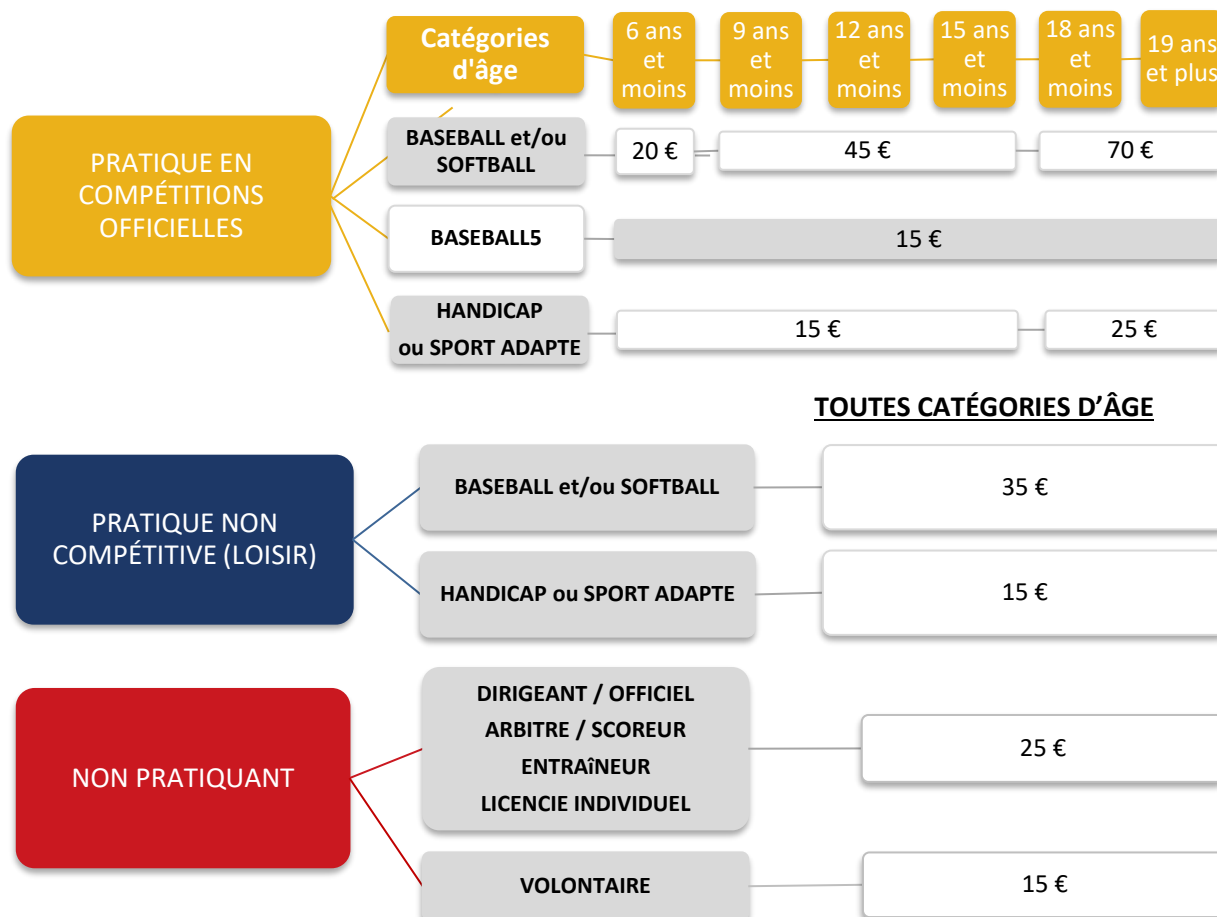 Catégories
d'âge
6 ans
et
moins
9 ans
et
moins
12 ans
et
moins
15 ans
et
moins
18 ans
et
moins
19 ans
et plus
PRATIQUE EN
COMPÉTITIONS
OFFICIELLES
BASEBALL et/ou
SOFTBALL
20 €
45 €
70 €
BASEBALL5
15 €
HANDICAP
ou SPORT ADAPTE
15 €
25 €
TOUTES CATÉGORIES D’ÂGE
PRATIQUE NON
COMPÉTITIVE (LOISIR)
BASEBALL et/ou SOFTBALL
35 €
HANDICAP ou SPORT ADAPTE
15 €
NON PRATIQUANT
DIRIGEANT / OFFICIEL
ARBITRE / SCOREUR
ENTRAîNEUR
LICENCIE INDIVIDUEL
25 €
VOLONTAIRE
15 €